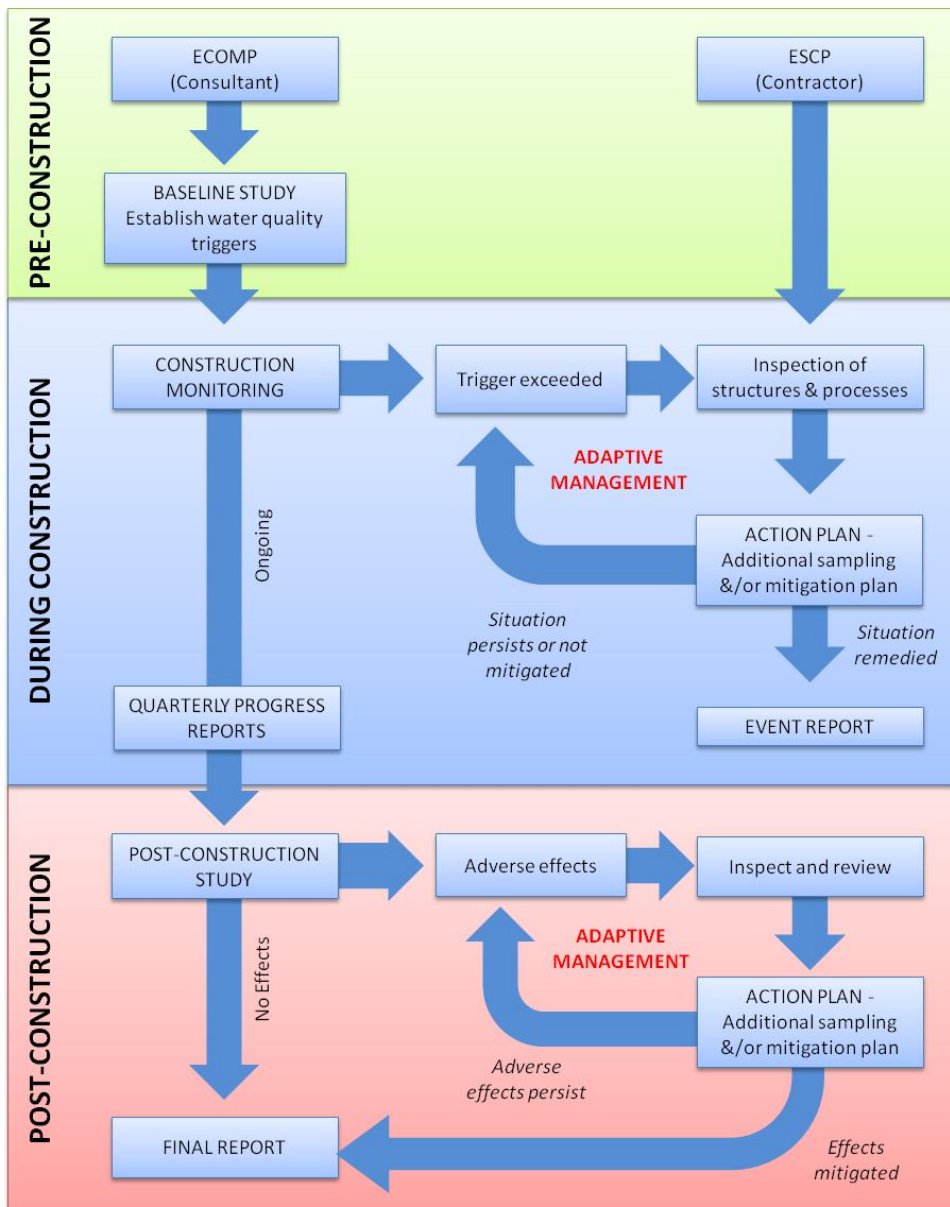 PRE-CONSTRUCTION
ECOMP
(Consultant)
ESCP
(Contractor)
BASELINE STUDY
Establish water quality
triggers
DURING CONSTRUCTION
CONSTRUCTION
MONITORING
Trigger exceeded
Inspection of
structures & processes
ADAPTIVE
MANAGEMENT
Ongoing
ACTION PLAN -
Additional sampling
&/or mitigation plan
Situation
persists or not
mitigated
Situation
remedied
QUARTERLY PROGRESS
REPORTS
EVENT REPORT
POST-CONSTRUCTION
POST-CONSTRUCTION
STUDY
Adverse effects
Inspect and review
ADAPTIVE
MANAGEMENT
No Effects
ACTION PLAN -
Additional sampling
&/or mitigation plan
Adverse
effects persist
FINAL REPORT
Effects
mitigated